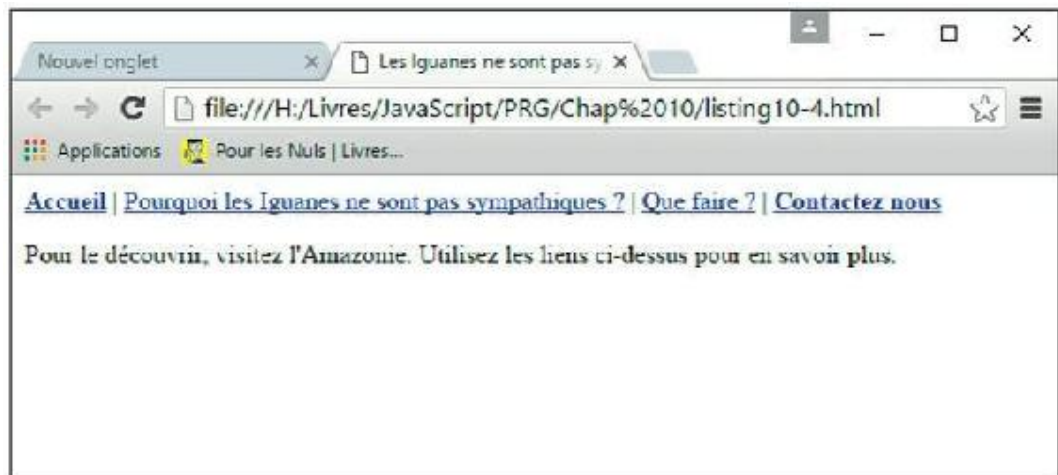 Nouvel onglet
Les Iguanes ne sont pas sy
file:///H:/Livres/JavaScript/PRG/Chap%2010/listing10-4.html
Applications Pour les Nuls | Livres...
Accueil | Pourquoi les Iguanes ne sont pas sympathiques ? | Que faire ? | Contactez nous
Pour le découvrir, visitez l'Amazonie. Utilisez les liens ci-dessus pour en savoir plus.